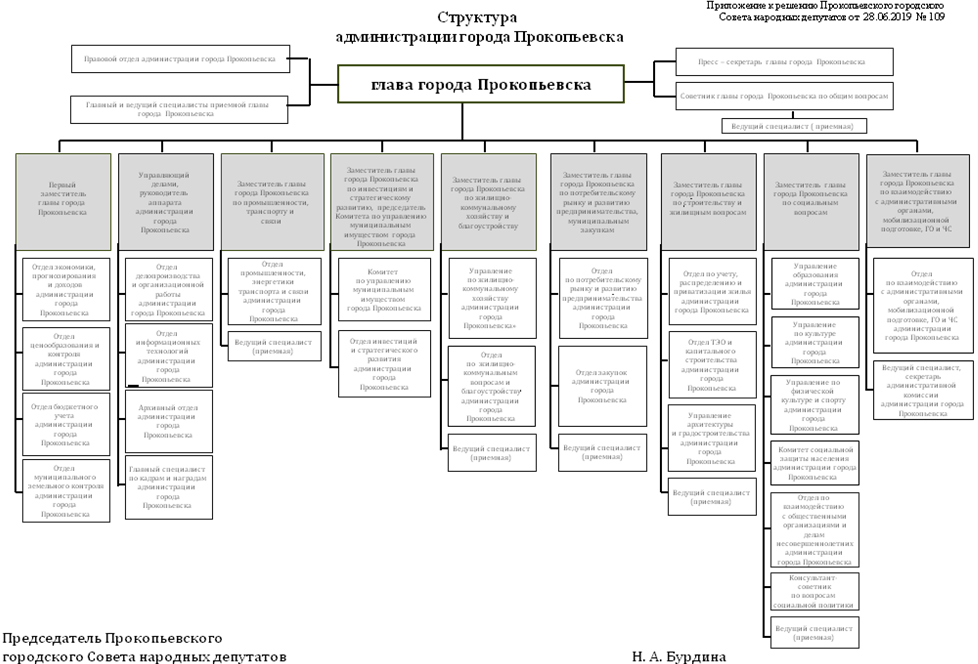 Приложение к решению Прокопьевского городского
Совета народных депутатов от 28.06.2019 № 109
Структура
администрации города Прокопьевска
Правовой отдел администрации города Прокопьевска
глава города Прокопьевска
Пресс – секретарь главы города Прокопьевска
Главный и ведущий специалисты приемной главы
города Прокопьевска
Советник главы города Прокопьевска по общим вопросам
Ведущий специалист ( приемная)
Первый
заместитель
главы города
Прокопьевска
Отдел экономики,
прогнозирования
и доходов
администрации
города
Прокопьевска
Отдел
ценообразования и
контроля
администрации
города
Прокопьевска
Отдел бюджетного
учета
администрации
города
Прокопьевска
Отдел
муниципального
земельного контроля
администрации
города
Прокопьевска
Управляющий
делами,
руководитель
аппарата
администрации
города
Прокопьевска
Отдел
делопроизводства
и организационной
работы
администрации
города Прокопьевска
Отдел
информационных
технологий
администрации
города
Прокопьевска
Архивный отдел
администрации
города
Прокопьевска
Главный специалист
по кадрам и наградам
администрации
города
Прокопьевска
Заместитель главы
города Прокопьевска
по промышленности,
транспорту и
связи
Отдел
промышленности,
энергетики
транспорта и связи
администрации
города Прокопьевска
Ведущий специалист
(приемная)
Заместитель главы
города Прокопьевска
по инвестициям и
стратегическому
развитию, председатель
Комитета по управлению
муниципальным
имуществом города
Прокопьевска
Комитет
по управлению
муниципальным
имуществом
города Прокопьевска
Отдел инвестиций
и стратегического
развития
администрации
города
Прокопьевска
Заместитель главы
города Прокопьевска
по жилищно-
коммунальному
хозяйству и
благоустройству
Управление
по жилищно-
коммунальному
хозяйству
администрации
города Прокопьевска»
Отдел
по жилищно-
коммунальным
вопросам и
благоустройству
администрации
города
Прокопьевска
Ведущий специалист
(приемная)
Заместитель главы
города Прокопьевска
по потребительскому
рынку и развитию
предпринимательства,
муниципальным
закупкам
Отдел
по потребительскому
рынку и развитию
предпринимательства
администрации
города Прокопьевска
Отдел закупок
администрации
города
Прокопьевска
Ведущий специалист
(приемная)
Заместитель главы
города Прокопьевска
по строительству и
жилищным вопросам
Отдел по учету,
распределению и
приватизации жилья
администрации
города Прокопьевска
Отдел ТЭО и
капитального
строительства
администрации
города
Прокопьевска
Управление
архитектуры
и градостроительства
администрации
города
Прокопьевска
Ведущий специалист
(приемная)
Заместитель главы
города Прокопьевска
по социальным
вопросам
Управление
образования
администрации
города
Прокопьевска
Управление
по культуре
администрации
города
Прокопьевска
Управление по
физической
культуре и спорту
администрации
города
Прокопьевска
Комитет социальной
защиты населения
администрации города
Прокопьевска
Отдел по
взаимодействию
с общественными
организациями и
делам
несовершеннолетних
администрации
города Прокопьевска
Консультант-
советник
по вопросам
социальной политики
Ведущий специалист
(приемная)
Заместитель главы
города Прокопьевска
по взаимодействию
с административными
органами,
мобилизационной
подготовке, ГО и ЧС
Отдел
по взаимодействию
с административными
органами,
мобилизационной
подготовке, ГО и ЧС
администрации
города Прокопьевска
Ведущий специалист,
секретарь
административной
комиссии
администрации города
Прокопьевска
Председатель Прокопьевского
городского Совета народных депутатов
Н. А. Бурдина